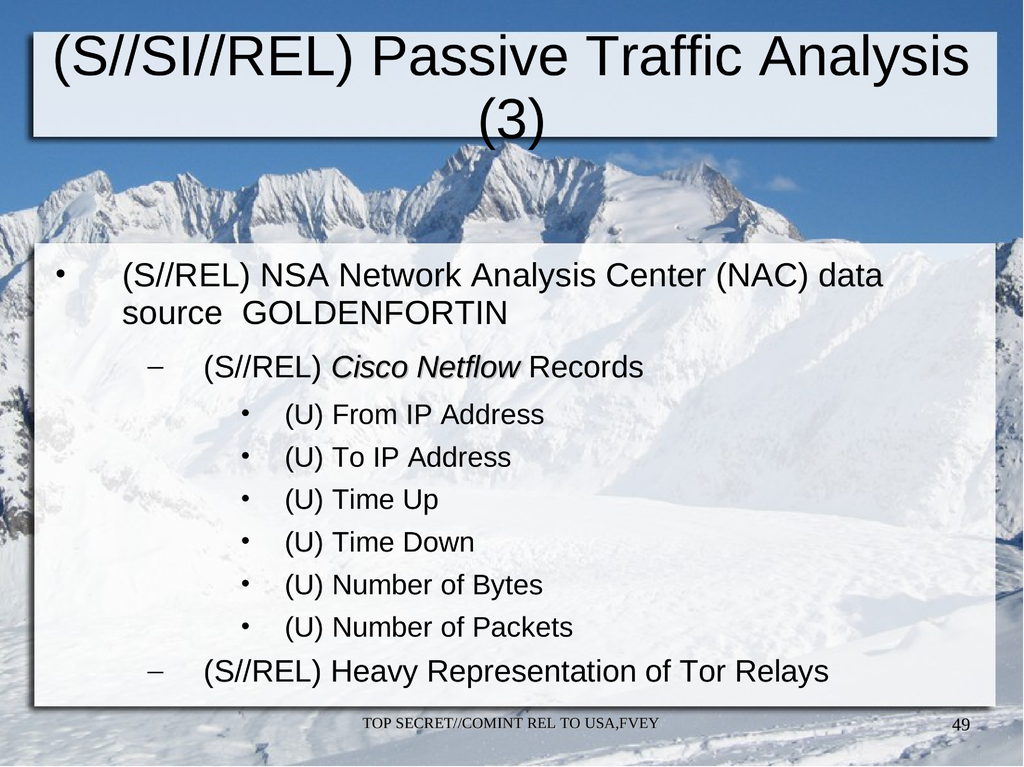 (S//SI//REL) Passive Traffic Analysis
(3)
• (S//REL) NSA Network Analysis Center (NAC) data
source  GOLDENFORTIN
– (S//REL) Cisco Netflow Records
• (U) From IP Address
• (U) To IP Address
• (U) Time Up
• (U) Time Down
• (U) Number of Bytes
• (U) Number of Packets
– (S//REL) Heavy Representation of Tor Relays
TOP SECRET//COMINT REL TO USA,FVEY 49